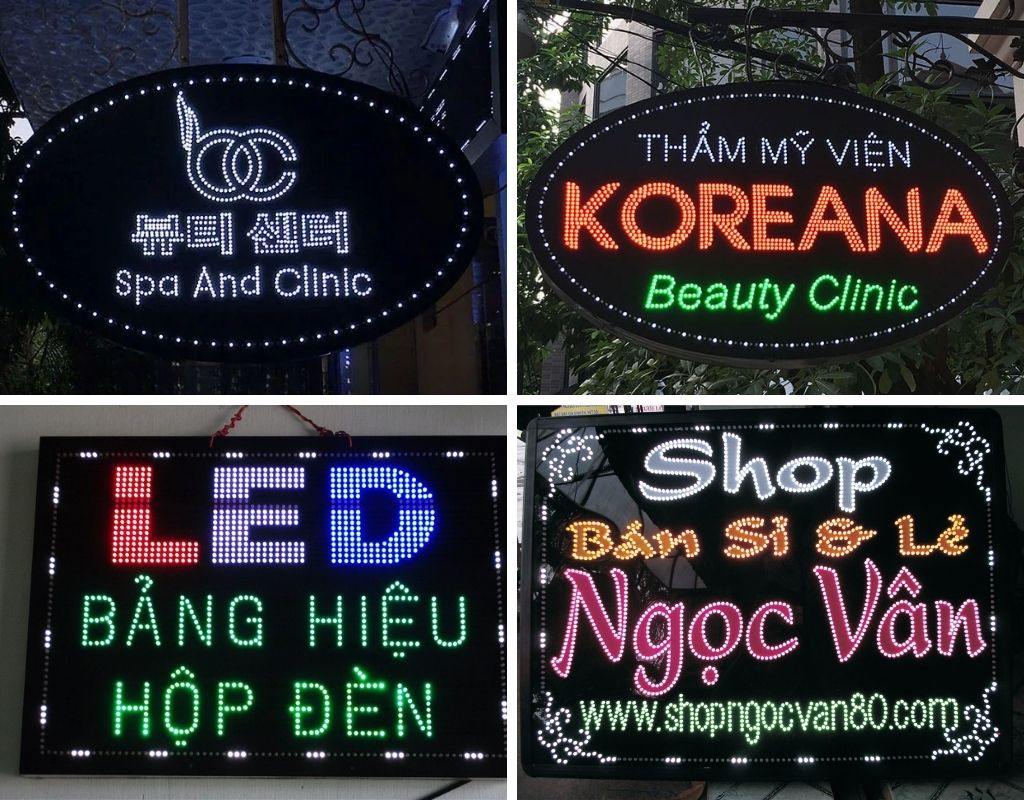 bc
뷰티 센터
Spa And Clinic
THẨM MỸ VIỆN
KOREANA
Beauty Clinic
LED
BẢNG HIỆU
HỘP ĐÈN
Shop
Bán Sỉ & Lẻ
Ngọc Vân
www.shopngocvan80.com